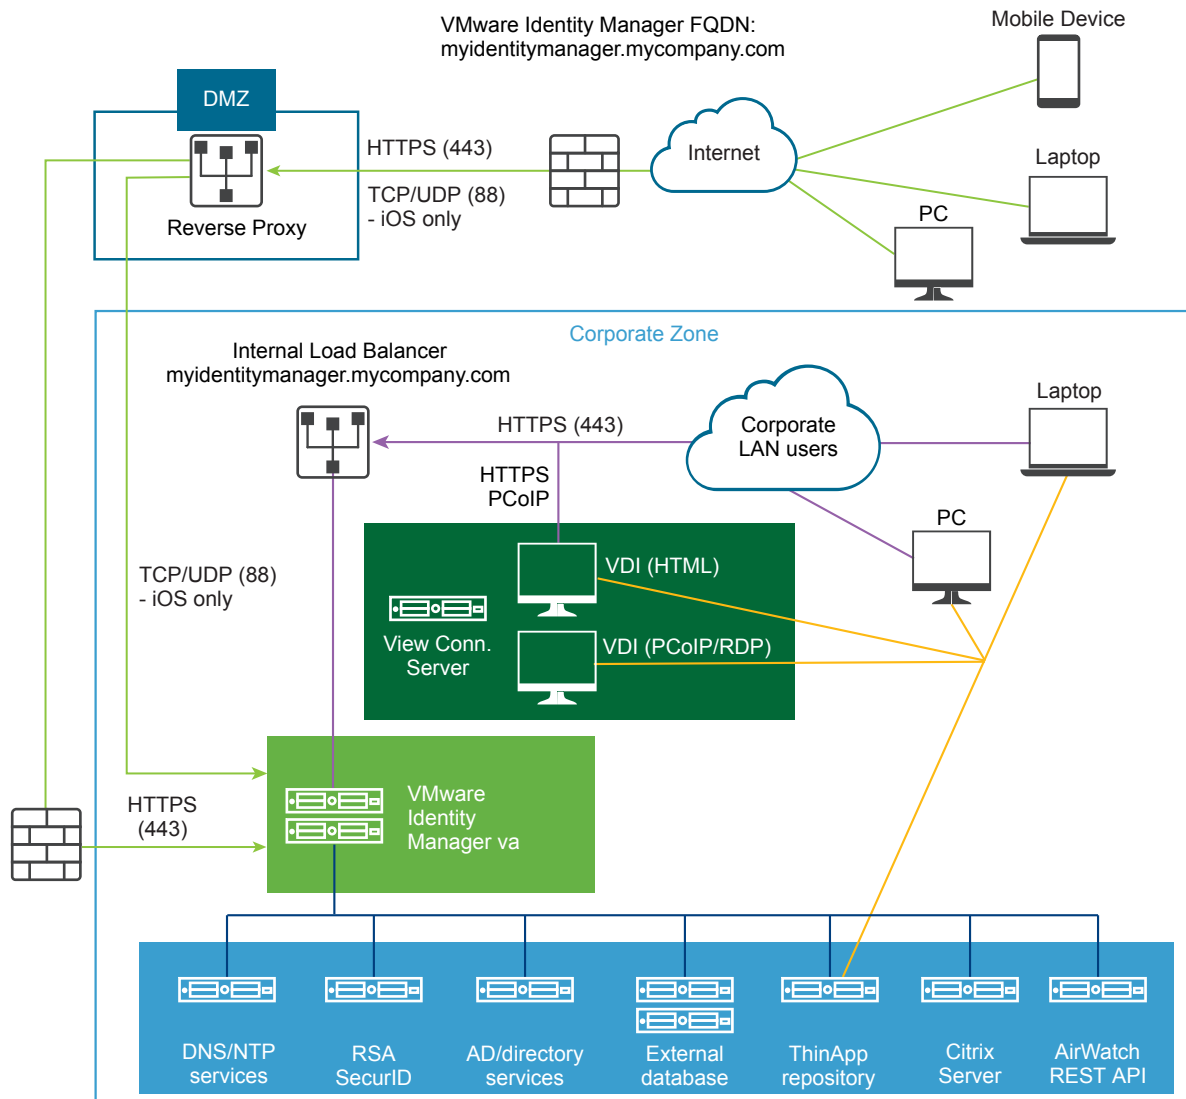 VMware Identity Manager FQDN:
myidentitymanager.mycompany.com
Mobile Device
DMZ
HTTPS (443)
Internet
Laptop
TCP/UDP (88)
- iOS only
Reverse Proxy
PC
Corporate Zone
Internal Load Balancer
myidentitymanager.mycompany.com
Laptop
HTTPS (443)
Corporate
LAN users
HTTPS
PCoIP
PC
TCP/UDP (88)
- iOS only
VDI (HTML)
View Conn.
Server
VDI (PCoIP/RDP)
HTTPS
(443)
VMware
Identity
Manager va
DNS/NTP
services
RSA
SecurID
AD/directory
services
External
database
ThinApp
repository
Citrix
Server
AirWatch
REST API